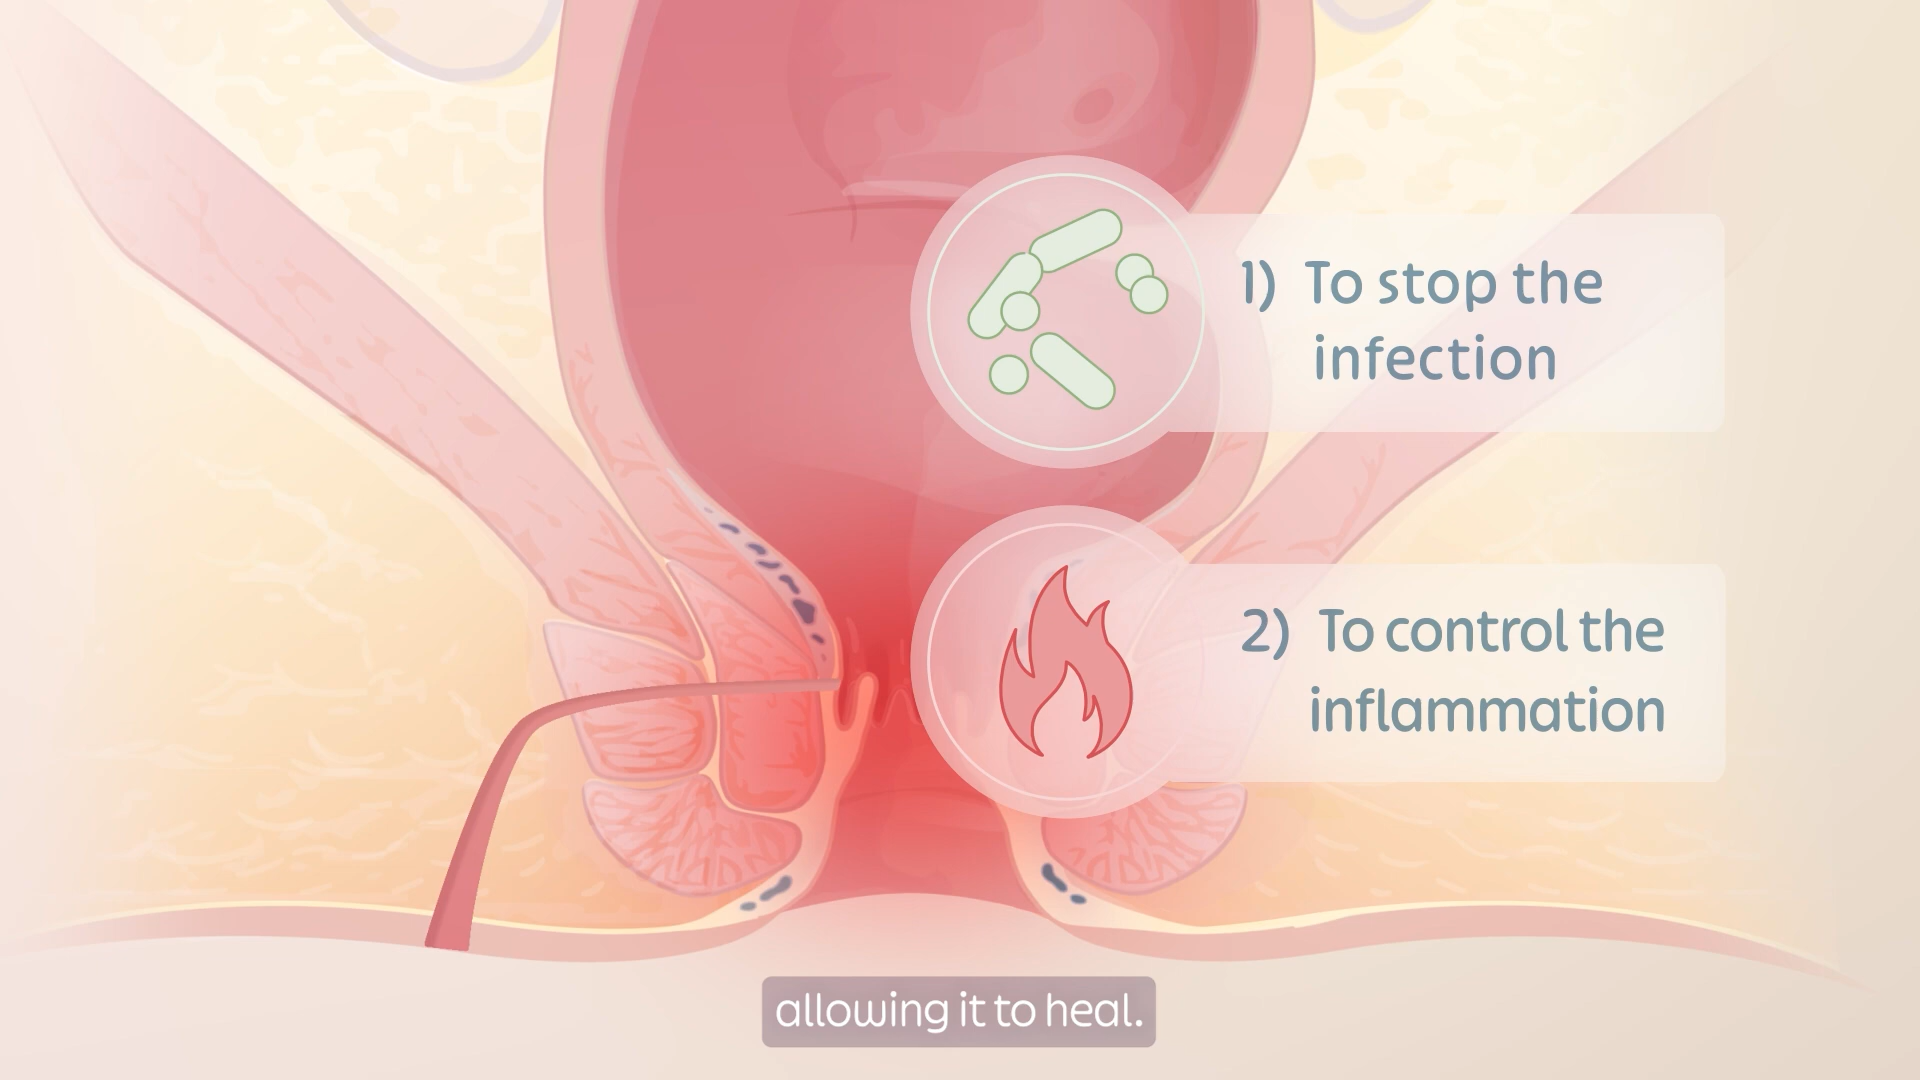 1) To stop the
infection
2) To control the
inflammation
allowing it to heal.